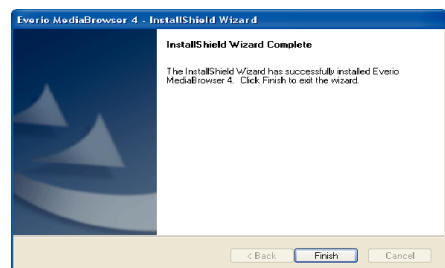 Everio MediaBrowser 4 - InstallShield Wizard
InstallShield Wizard Complete
The InstallShield Wizard has successfully installed Everio
MediaBrowser 4. Click Finish to exit the wizard.
< Back
Finish
Cancel